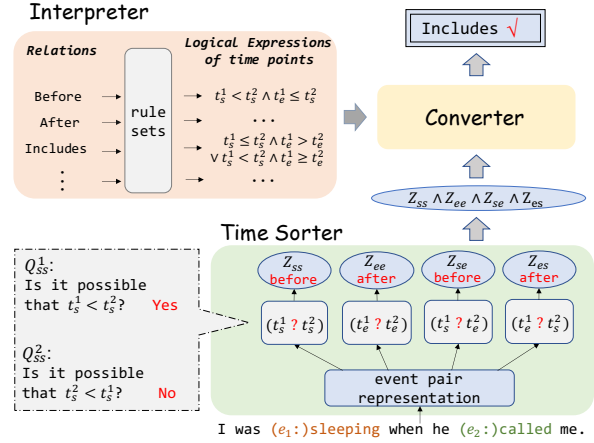 Interpreter
Relations
Logical Expressions
of time points
Before
After
Includes
⋮
rule
sets
t_s^1 < t_s^2 ∧ t_e^1 ≤ t_s^2
...
t_s^1 ≤ t_s^2 ∧ t_e^1 > t_e^2
∨ t_s^1 < t_s^2 ∧ t_e^1 ≥ t_e^2
...
Includes √
Converter
Z_ss ∧ Z_ee ∧ Z_se ∧ Z_es
Time Sorter
Q_ss^1:
Is it possible
that t_s^1 < t_s^2? Yes
Q_ss^2:
Is it possible
that t_s^2 < t_s^1? No
Z_ss
before
Z_ee
after
Z_se
before
Z_es
after
(t_s^1 ? t_s^2)
(t_e^1 ? t_e^2)
(t_s^1 ? t_e^2)
(t_e^1 ? t_s^2)
event pair
representation
I was (e_1:)sleeping when he (e_2:)called me.